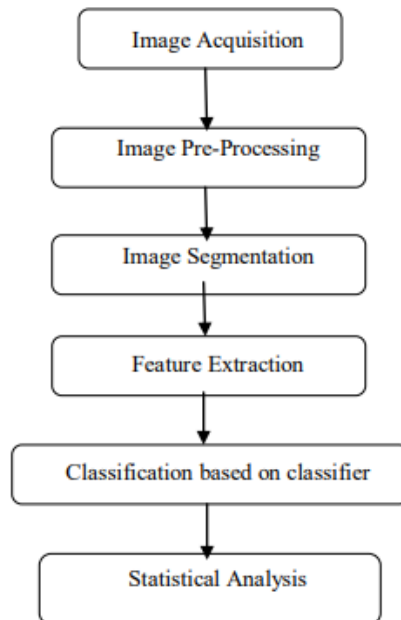 Image Acquisition
Image Pre-Processing
Image Segmentation
Feature Extraction
Classification based on classifier
Statistical Analysis